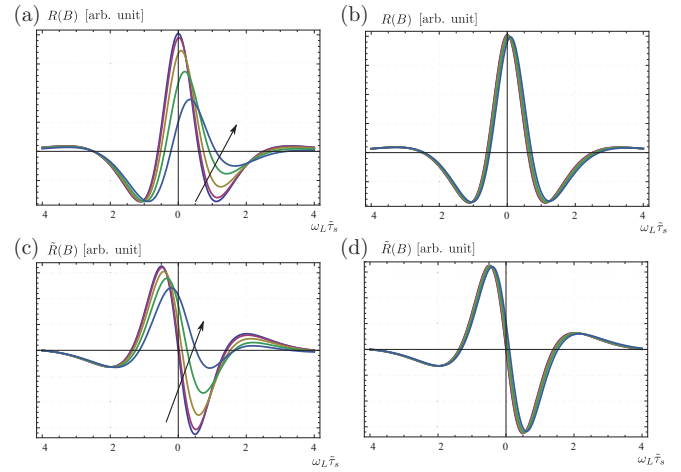 (a) R(B) [arb. unit]
4 2 0 2 4
ω_L τ̃_s
(b) R(B) [arb. unit]
4 2 0 2 4
ω_L τ̃_s
(c) R̃(B) [arb. unit]
4 2 0 2 4
ω_L τ̃_s
(d) R̃(B) [arb. unit]
4 2 0 2 4
ω_L τ̃_s